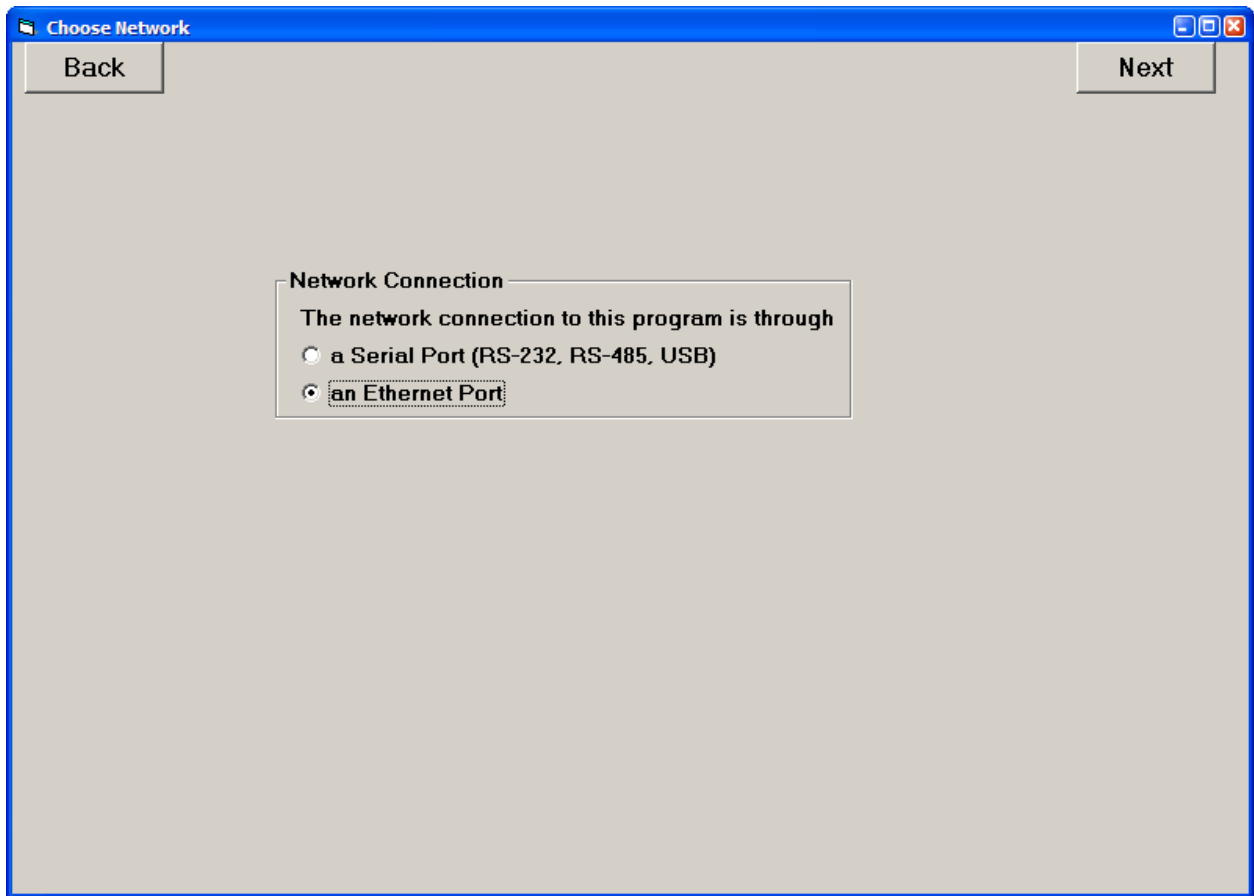 Choose Network
Back
Next
Network Connection
The network connection to this program is through
a Serial Port (RS-232, RS-485, USB)
an Ethernet Port